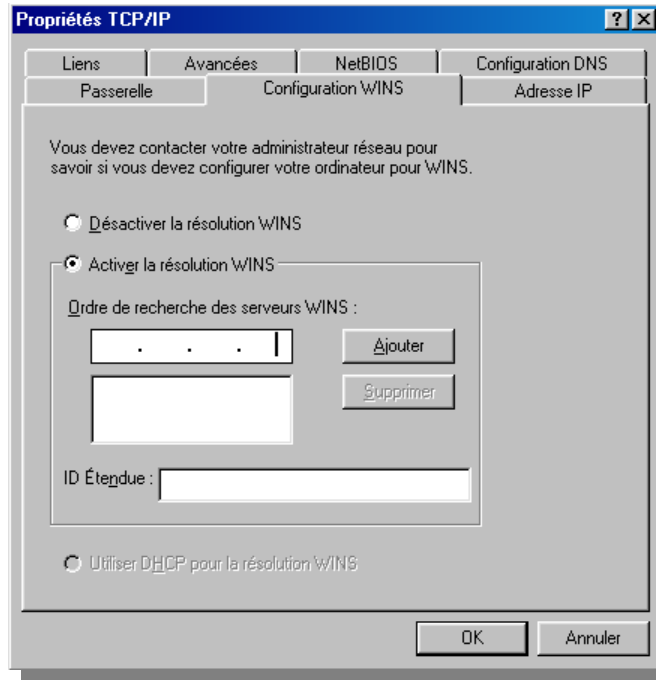 Propriétés TCP/IP
Liens Avancées NetBIOS Configuration DNS
Passerelle Configuration WINS Adresse IP
Vous devez contacter votre administrateur réseau pour
savoir si vous devez configurer votre ordinateur pour WINS.
Désactiver la résolution WINS
Activer la résolution WINS
Ordre de recherche des serveurs WINS :
. . . Ajouter
Supprimer
ID Étendue :
Utiliser DHCP pour la résolution WINS
OK Annuler